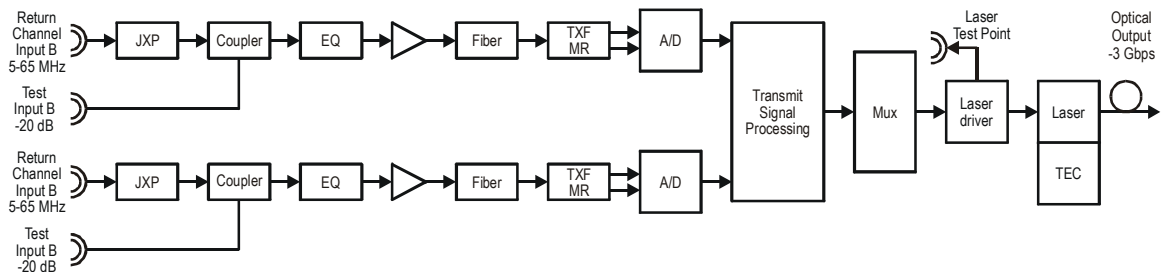 Return
Channel
Input B
5-65 MHz
JXP
Coupler
EQ
Fiber
TXF
MR
A/D
Test
Input B
-20 dB
Return
Channel
Input B
5-65 MHz
JXP
Coupler
EQ
Fiber
TXF
MR
A/D
Test
Input B
-20 dB
Transmit
Signal
Processing
Mux
Laser
Test Point
Laser
driver
Laser
TEC
Optical
Output
-3 Gbps